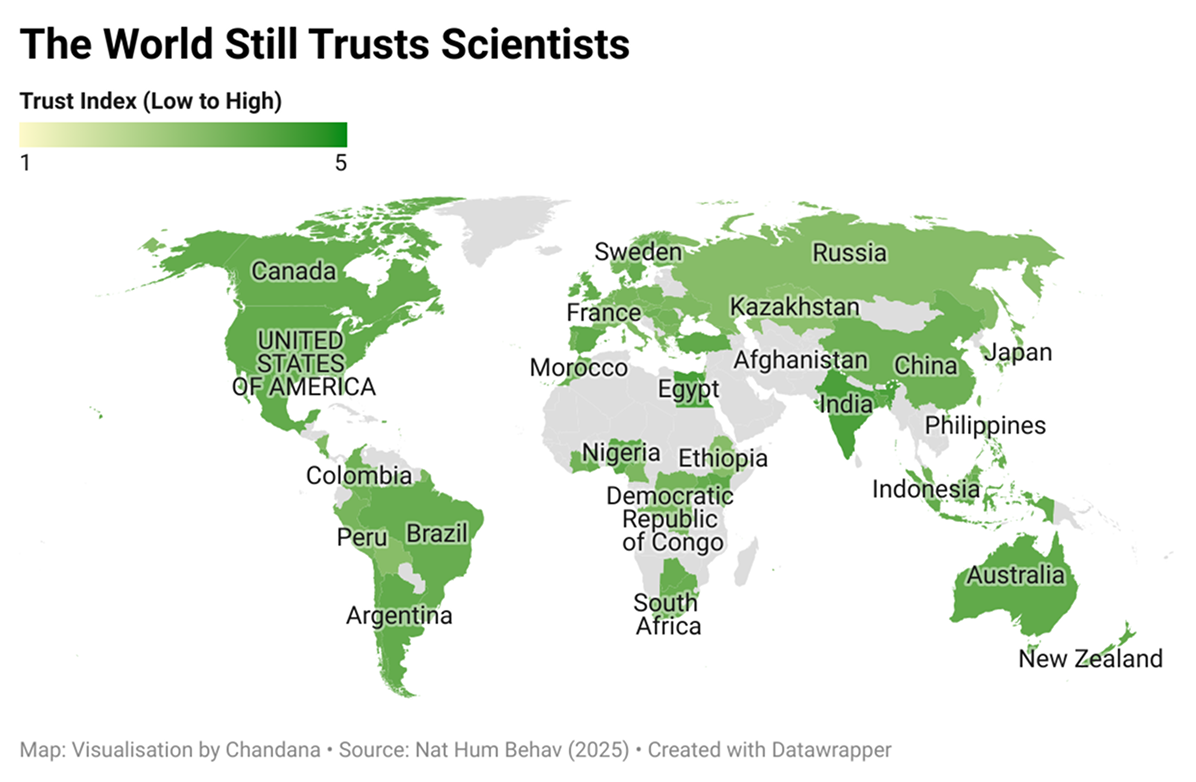 The World Still Trusts Scientists
Trust Index (Low to High)
1 5
Canada
Sweden
Russia
France
Kazakhstan
UNITED
STATES
OF AMERICA
Morocco
Afghanistan
China
Japan
Egypt
India
Philippines
Nigeria
Ethiopia
Colombia
Democratic
Republic
of Congo
Indonesia
Peru
Brazil
Australia
Argentina
South
Africa
New Zealand
Map: Visualisation by Chandana • Source: Nat Hum Behav (2025) • Created with Datawrapper